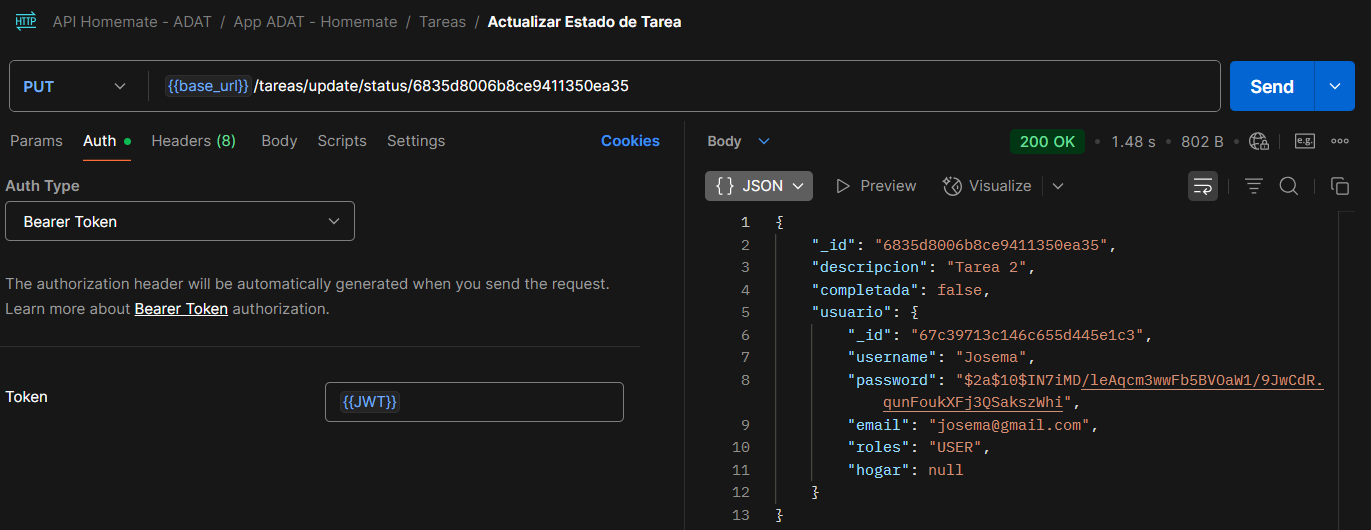 HTTP API Homemate - ADAT / App ADAT - Homemate / Tareas / Actualizar Estado de Tarea
PUT {{base_url}} /tareas/update/status/6835d8006b8ce9411350ea35 Send
Params Auth Headers (8) Body Scripts Settings Cookies
Auth Type
Bearer Token
The authorization header will be automatically generated when you send the request.
Learn more about Bearer Token authorization.
Token {{JWT}}
Body 200 OK • 1.48 s • 802 B • e.g.
{} JSON Preview Visualize
1 {
2 "_id": "6835d8006b8ce9411350ea35",
3 "descripcion": "Tarea 2",
4 "completada": false,
5 "usuario": {
6 "_id": "67c39713c146c655d445e1c3",
7 "username": "Josema",
8 "password": "$2a$10$IN7iMD/leAqcm3wwFb5BVOaW1/9JwCdR.
qunFoukXFj3QSakszWhi",
9 "email": "josema@gmail.com",
10 "roles": "USER",
11 "hogar": null
12 }
13 }